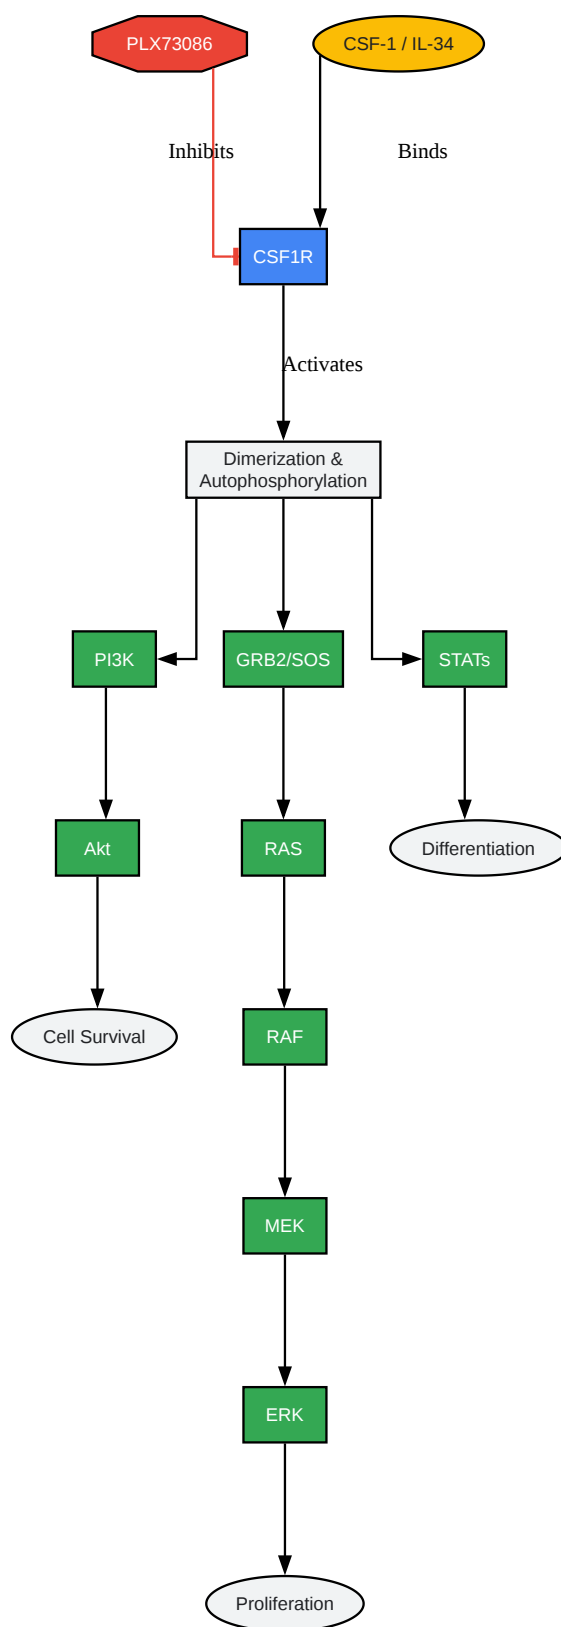 PLX73086
CSF-1 / IL-34
Inhibits
Binds
CSF1R
Activates
Dimerization &
Autophosphorylation
PI3K
GRB2/SOS
STATs
Akt
RAS
Differentiation
Cell Survival
RAF
MEK
ERK
Proliferation